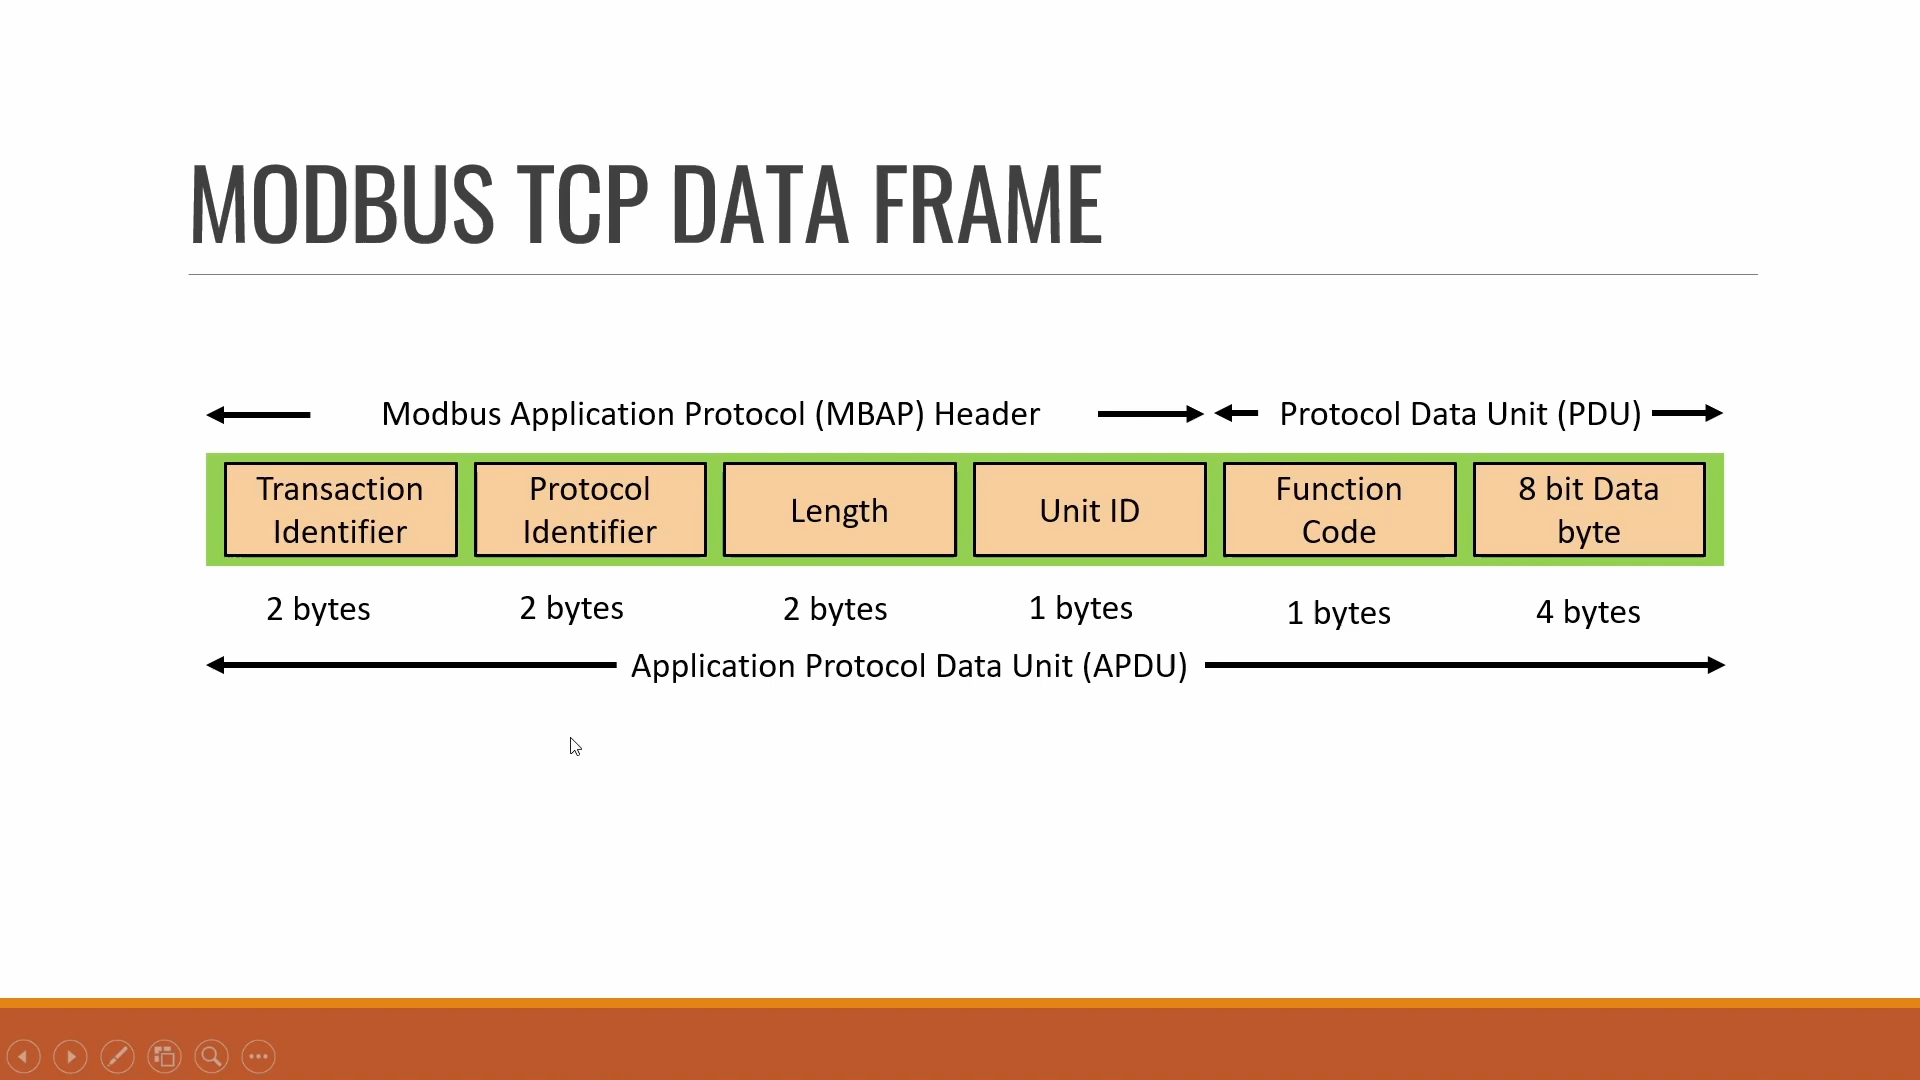 MODBUS TCP DATA FRAME
Modbus Application Protocol (MBAP) Header
Protocol Data Unit (PDU)
Transaction
Identifier
Protocol
Identifier
Length
Unit ID
Function
Code
8 bit Data
byte
2 bytes
2 bytes
2 bytes
1 bytes
1 bytes
4 bytes
Application Protocol Data Unit (APDU)